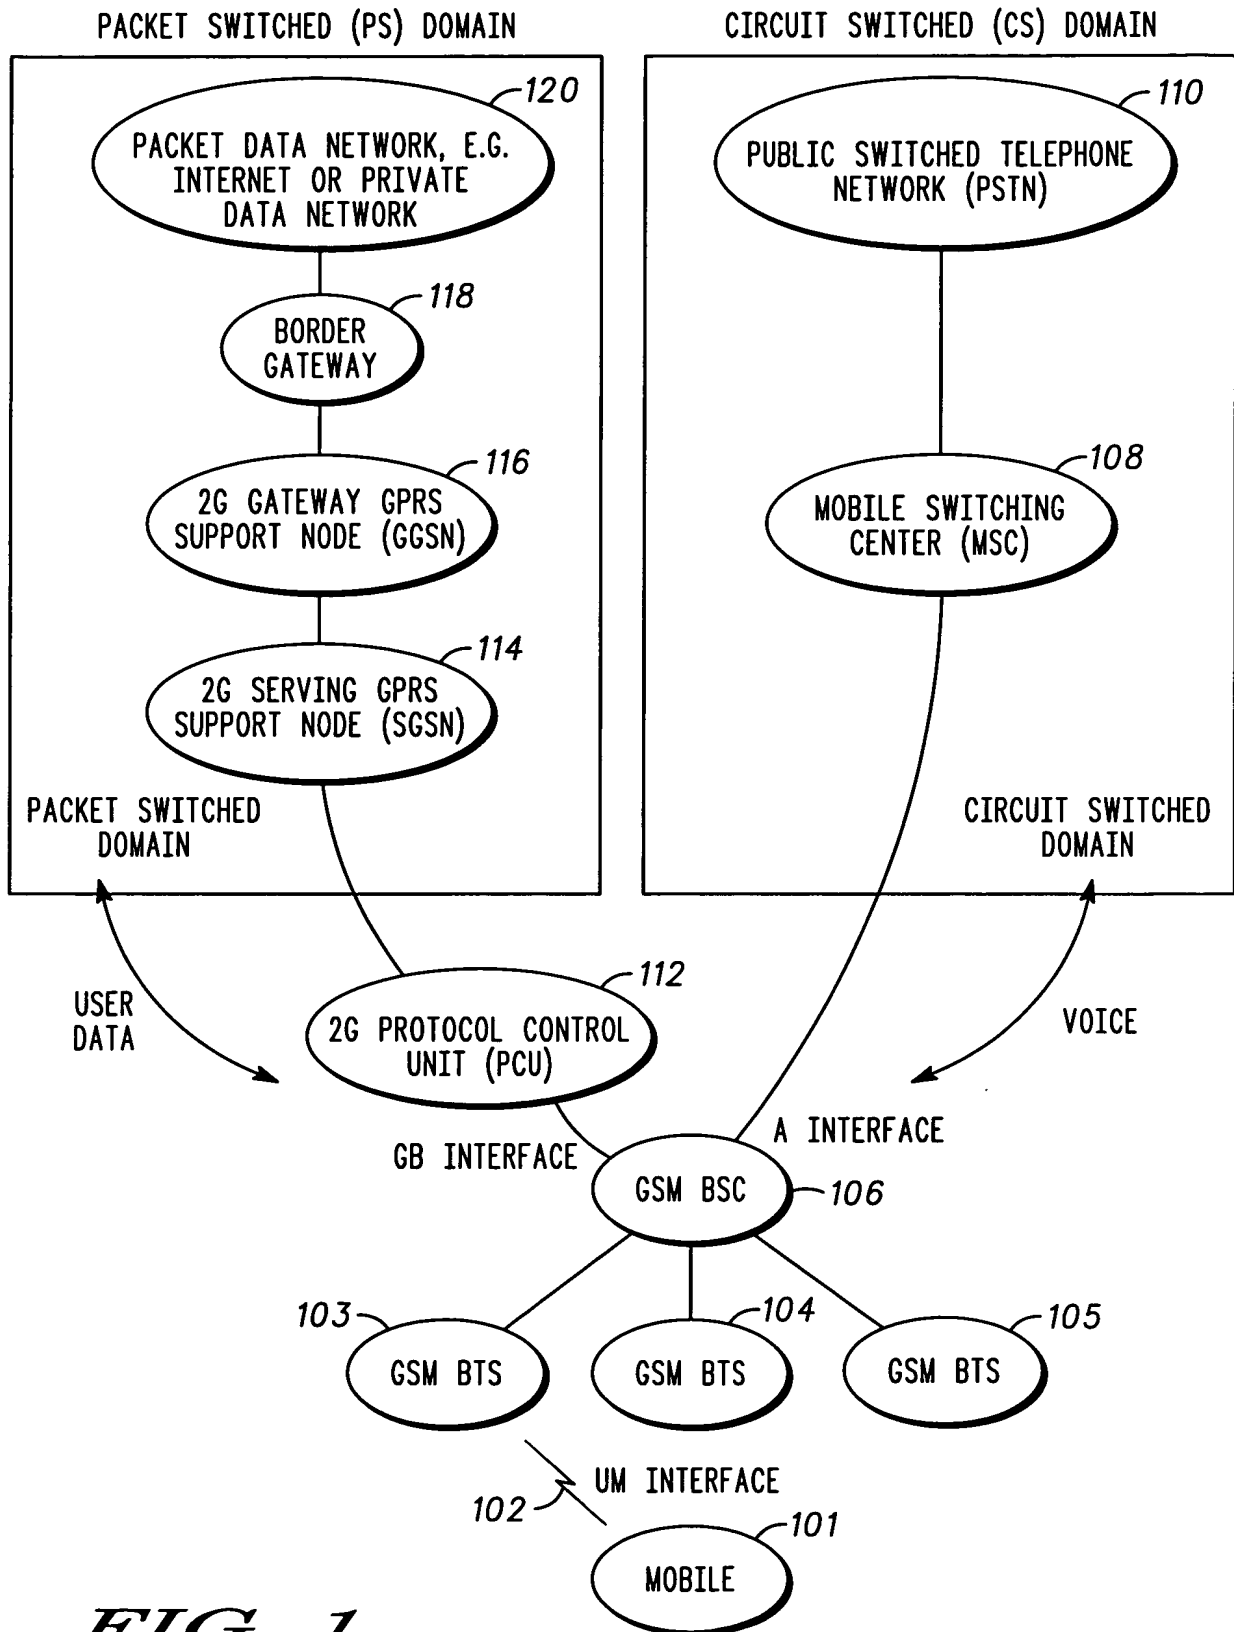 PACKET SWITCHED (PS) DOMAIN
CIRCUIT SWITCHED (CS) DOMAIN
120
PACKET DATA NETWORK, E.G.
INTERNET OR PRIVATE
DATA NETWORK
110
PUBLIC SWITCHED TELEPHONE
NETWORK (PSTN)
118
BORDER
GATEWAY
116
2G GATEWAY GPRS
SUPPORT NODE (GGSN)
108
MOBILE SWITCHING
CENTER (MSC)
114
2G SERVING GPRS
SUPPORT NODE (SGSN)
PACKET SWITCHED
DOMAIN
CIRCUIT SWITCHED
DOMAIN
USER
DATA
112
2G PROTOCOL CONTROL
UNIT (PCU)
VOICE
GB INTERFACE
A INTERFACE
GSM BSC
106
103
GSM BTS
104
GSM BTS
105
GSM BTS
UM INTERFACE
102
101
MOBILE
FIG. 1